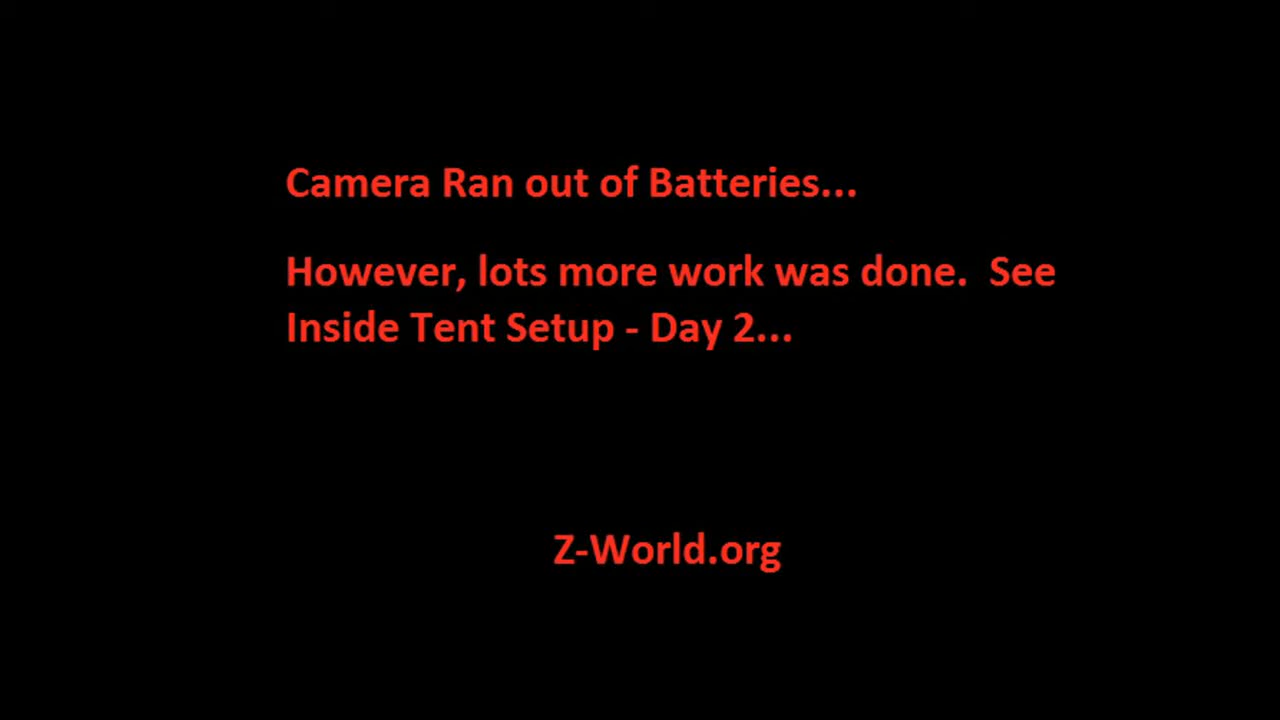 Camera Ran out of Batteries...
However, lots more work was done.  See
Inside Tent Setup - Day 2...
Z-World.org